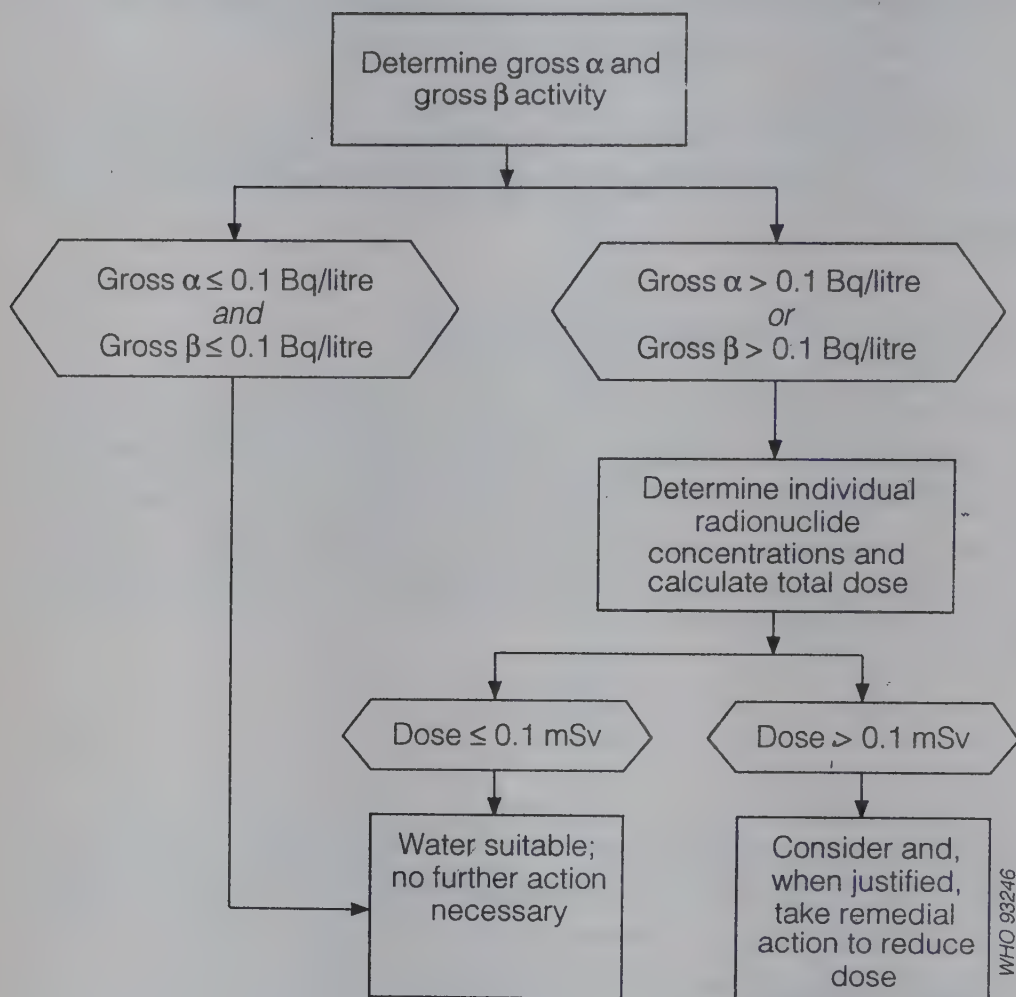 Determine gross α and
gross β activity
Gross α ≤ 0.1 Bq/litre
and
Gross β ≤ 0.1 Bq/litre
Gross α > 0.1 Bq/litre
or
Gross β > 0.1 Bq/litre
Determine individual
radionuclide
concentrations and
calculate total dose
Dose ≤ 0.1 mSv
Dose > 0.1 mSv
Water suitable;
no further action
necessary
Consider and,
when justified,
take remedial
action to reduce
dose
WHO 93246